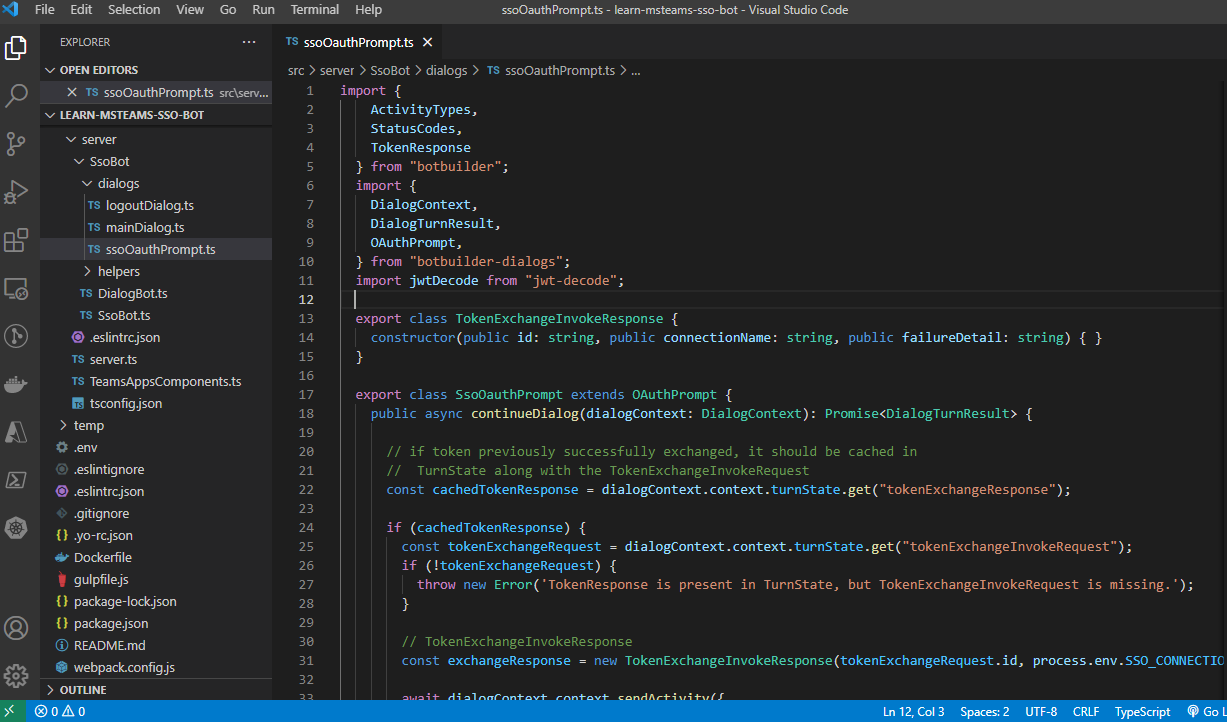 File Edit Selection View Go Run Terminal Help ssoOauthPrompt.ts - learn-msteams-sso-bot - Visual Studio Code
EXPLORER ...
OPEN EDITORS
TS ssoOauthPrompt.ts src\serv...
LEARN-MSTEAMS-SSO-BOT
server
SsoBot
dialogs
TS logoutDialog.ts
TS mainDialog.ts
TS ssoOauthPrompt.ts
helpers
TS DialogBot.ts
TS SsoBot.ts
.eslintrc.json
TS server.ts
TS TeamsAppsComponents.ts
TS tsconfig.json
temp
.env
.eslintignore
.eslintrc.json
.gitignore
{} .yo-rc.json
Dockerfile
gulpfile.js
{} package-lock.json
{} package.json
README.md
webpack.config.js
OUTLINE
TS ssoOauthPrompt.ts
src > server > SsoBot > dialogs > TS ssoOauthPrompt.ts > ...
1 import {
2 ActivityTypes,
3 StatusCodes,
4 TokenResponse
5 } from "botbuilder";
6 import {
7 DialogContext,
8 DialogTurnResult,
9 OAuthPrompt,
10 } from "botbuilder-dialogs";
11 import jwtDecode from "jwt-decode";
12
13 export class TokenExchangeInvokeResponse {
14 constructor(public id: string, public connectionName: string, public failureDetail: string) { }
15 }
16
17 export class SsoOauthPrompt extends OAuthPrompt {
18 public async continueDialog(dialogContext: DialogContext): Promise<DialogTurnResult> {
19
20 // if token previously successfully exchanged, it should be cached in
21 //  TurnState along with the TokenExchangeInvokeRequest
22 const cachedTokenResponse = dialogContext.context.turnState.get("tokenExchangeResponse");
23
24 if (cachedTokenResponse) {
25 const tokenExchangeRequest = dialogContext.context.turnState.get("tokenExchangeInvokeRequest");
26 if (!tokenExchangeRequest) {
27 throw new Error('TokenResponse is present in TurnState, but TokenExchangeInvokeRequest is missing.');
28 }
29
30 // TokenExchangeInvokeResponse
31 const exchangeResponse = new TokenExchangeInvokeResponse(tokenExchangeRequest.id, process.env.SSO_CONNECTIO
32
33 await dialogContext.context.sendActivity({
0 0 Ln 12, Col 3 Spaces: 2 UTF-8 CRLF TypeScript Go L